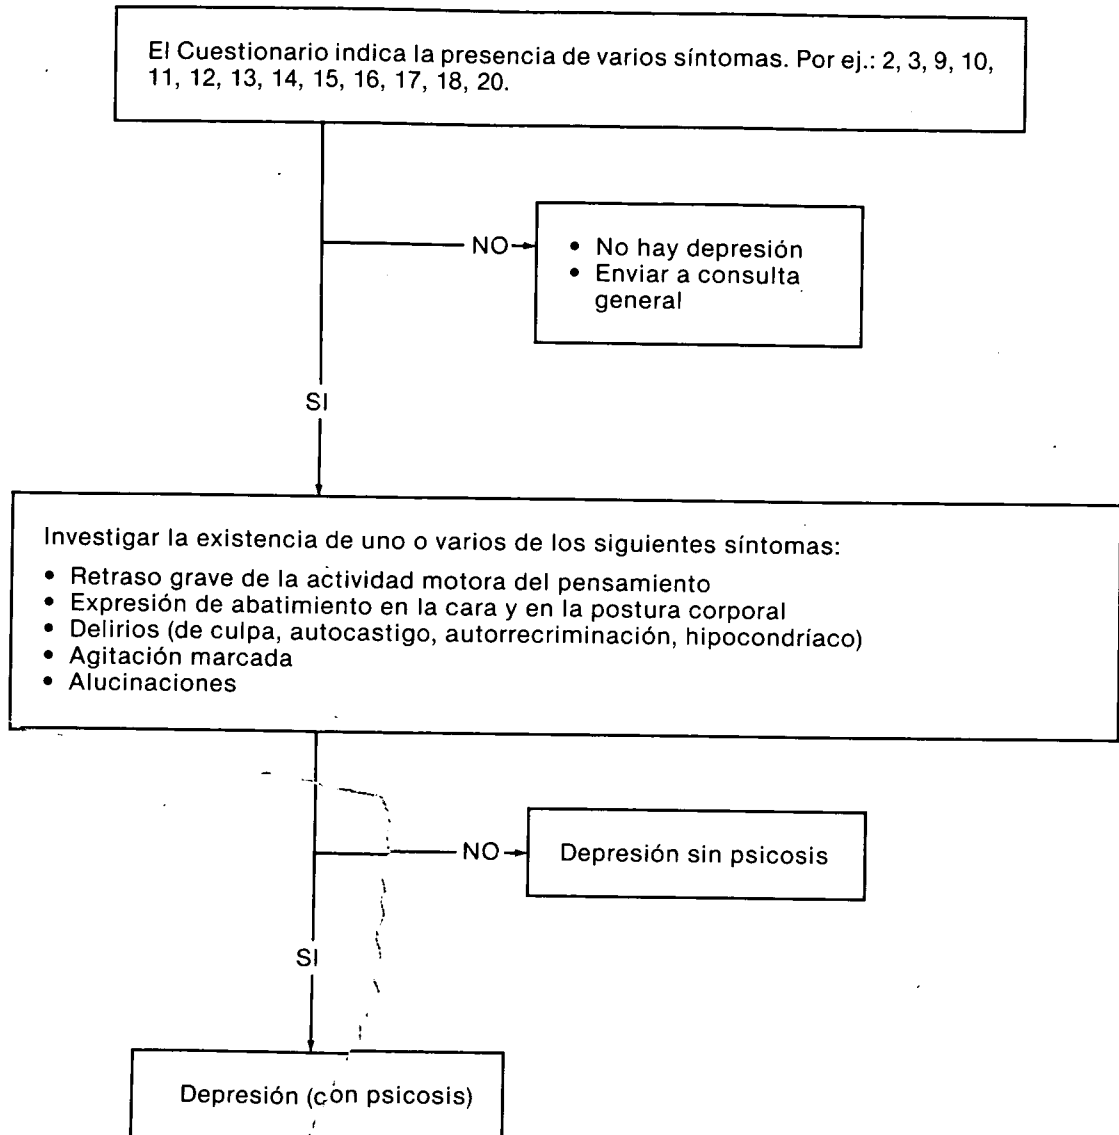 El Cuestionario indica la presencia de varios síntomas. Por ej.: 2, 3, 9, 10,
11, 12, 13, 14, 15, 16, 17, 18, 20.
NO
• No hay depresión
• Enviar a consulta
general
SI
Investigar la existencia de uno o varios de los siguientes síntomas:
• Retraso grave de la actividad motora del pensamiento
• Expresión de abatimiento en la cara y en la postura corporal
• Delirios (de culpa, autocastigo, autorrecriminación, hipocondríaco)
• Agitación marcada
• Alucinaciones
NO
Depresión sin psicosis
SI
Depresión (con psicosis)